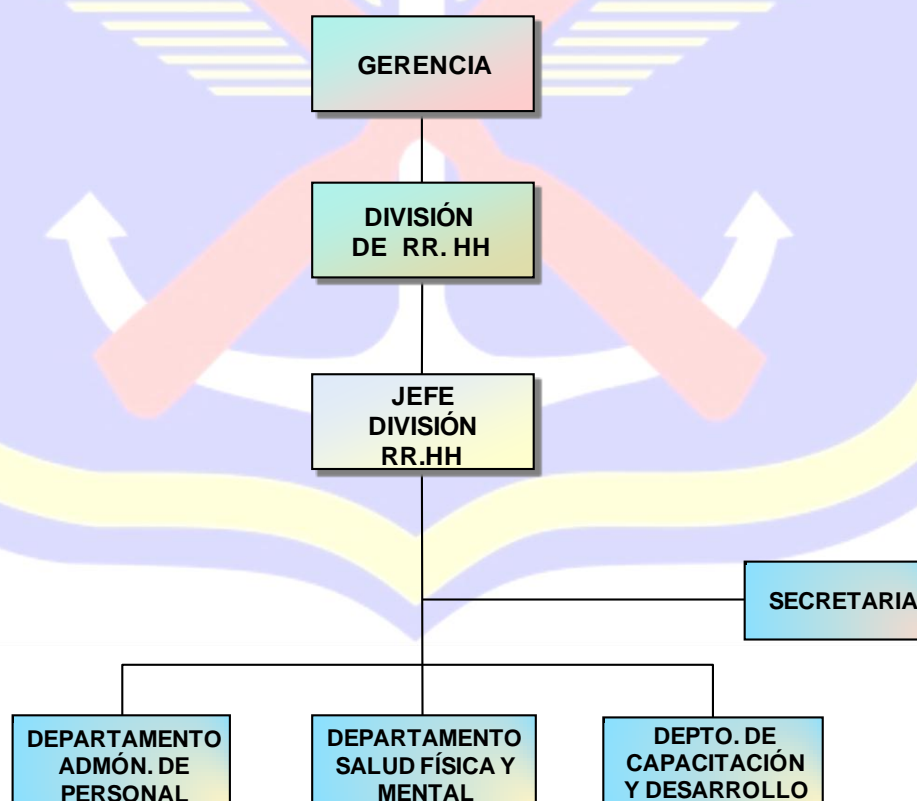 GERENCIA
DIVISIÓN
DE RR. HH
JEFE
DIVISIÓN
RR.HH
SECRETARIA
DEPARTAMENTO
ADMÓN. DE
PERSONAL
DEPARTAMENTO
SALUD FÍSICA Y
MENTAL
DEPTO. DE
CAPACITACIÓN
Y DESARROLLO